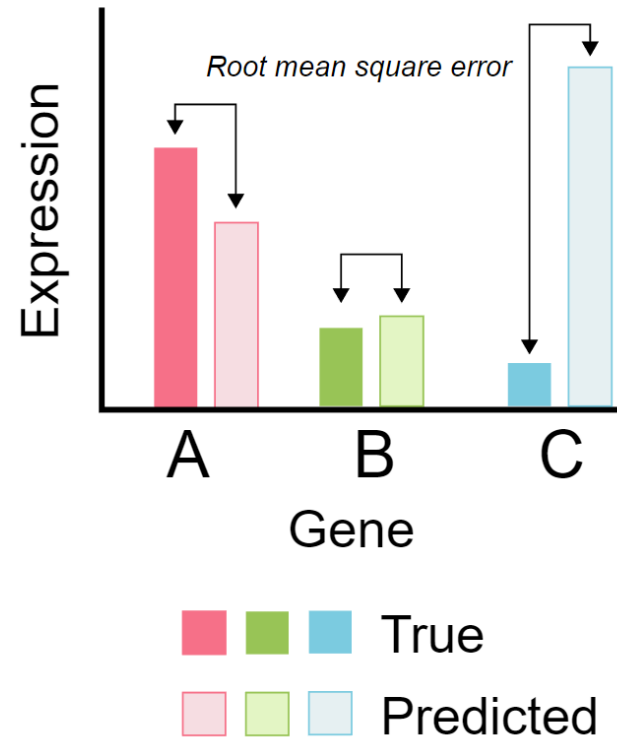 Expression
Root mean square error
A B C
Gene
True
Predicted